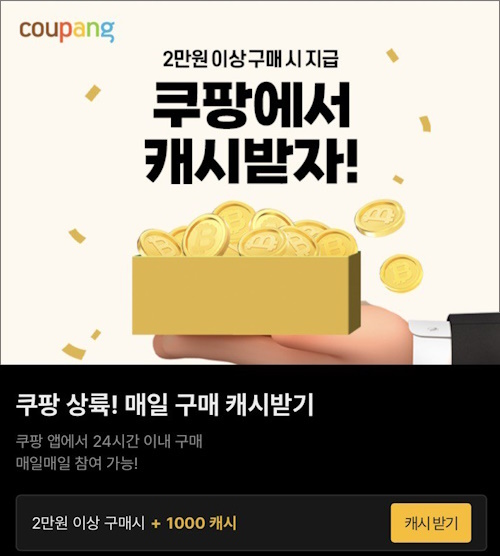 coupang
2만원 이상 구매 시 지급
쿠팡에서
캐시받자!
쿠팡 상륙! 매일 구매 캐시받기
쿠팡 앱에서 24시간 이내 구매
매일매일 참여 가능!
2만원 이상 구매시 + 1000 캐시
캐시 받기